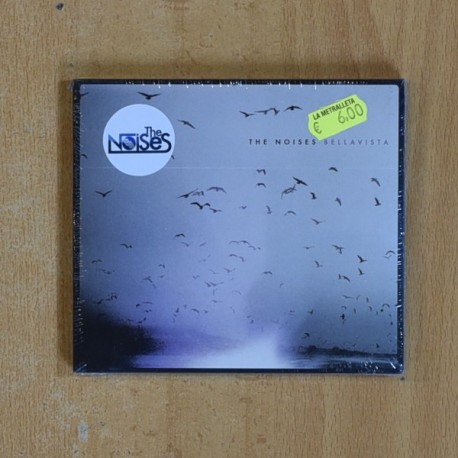 The
NOiSeS
LA METRALLETA
€ 6,00
THE NOISES BELLAVISTA